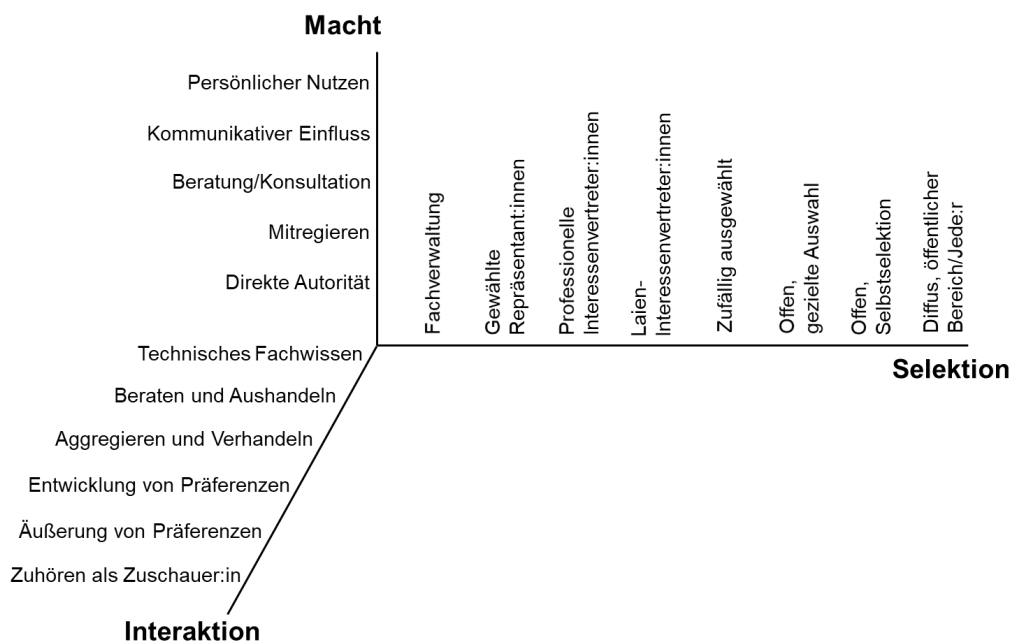 Macht
Persönlicher Nutzen
Kommunikativer Einfluss
Beratung/Konsultation
Mitregieren
Direkte Autorität
Fachverwaltung
Gewählte
Repräsentant:innen
Professionelle
Interessenvertreter:innen
Laien-
Interessenvertreter:innen
Zufällig ausgewählt
Offen,
gezielte Auswahl
Offen,
Selbstselektion
Diffus, öffentlicher
Bereich/Jede:r
Selektion
Technisches Fachwissen
Beraten und Aushandeln
Aggregieren und Verhandeln
Entwicklung von Präferenzen
Äußerung von Präferenzen
Zuhören als Zuschauer:in
Interaktion